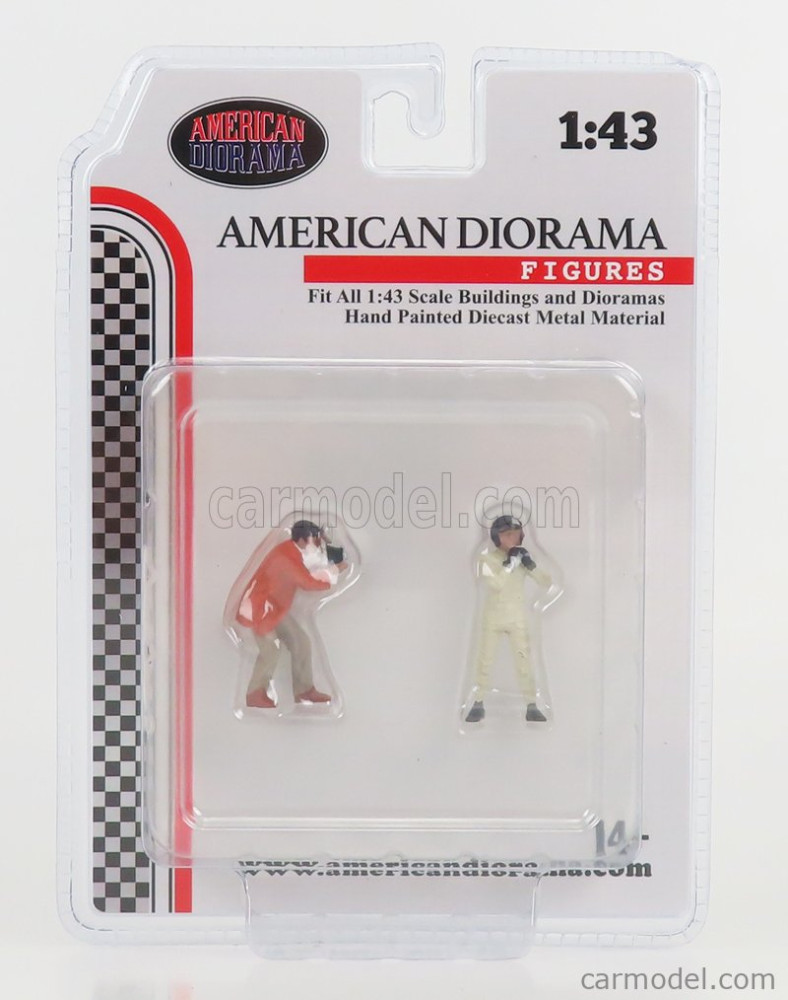 AMERICAN
DIORAMA
1:43
AMERICAN DIORAMA
FIGURES
Fit All 1:43 Scale Buildings and Dioramas
Hand Painted Diecast Metal Material
carmodel.com
14+
www.americandiorama.com
carmodel.com